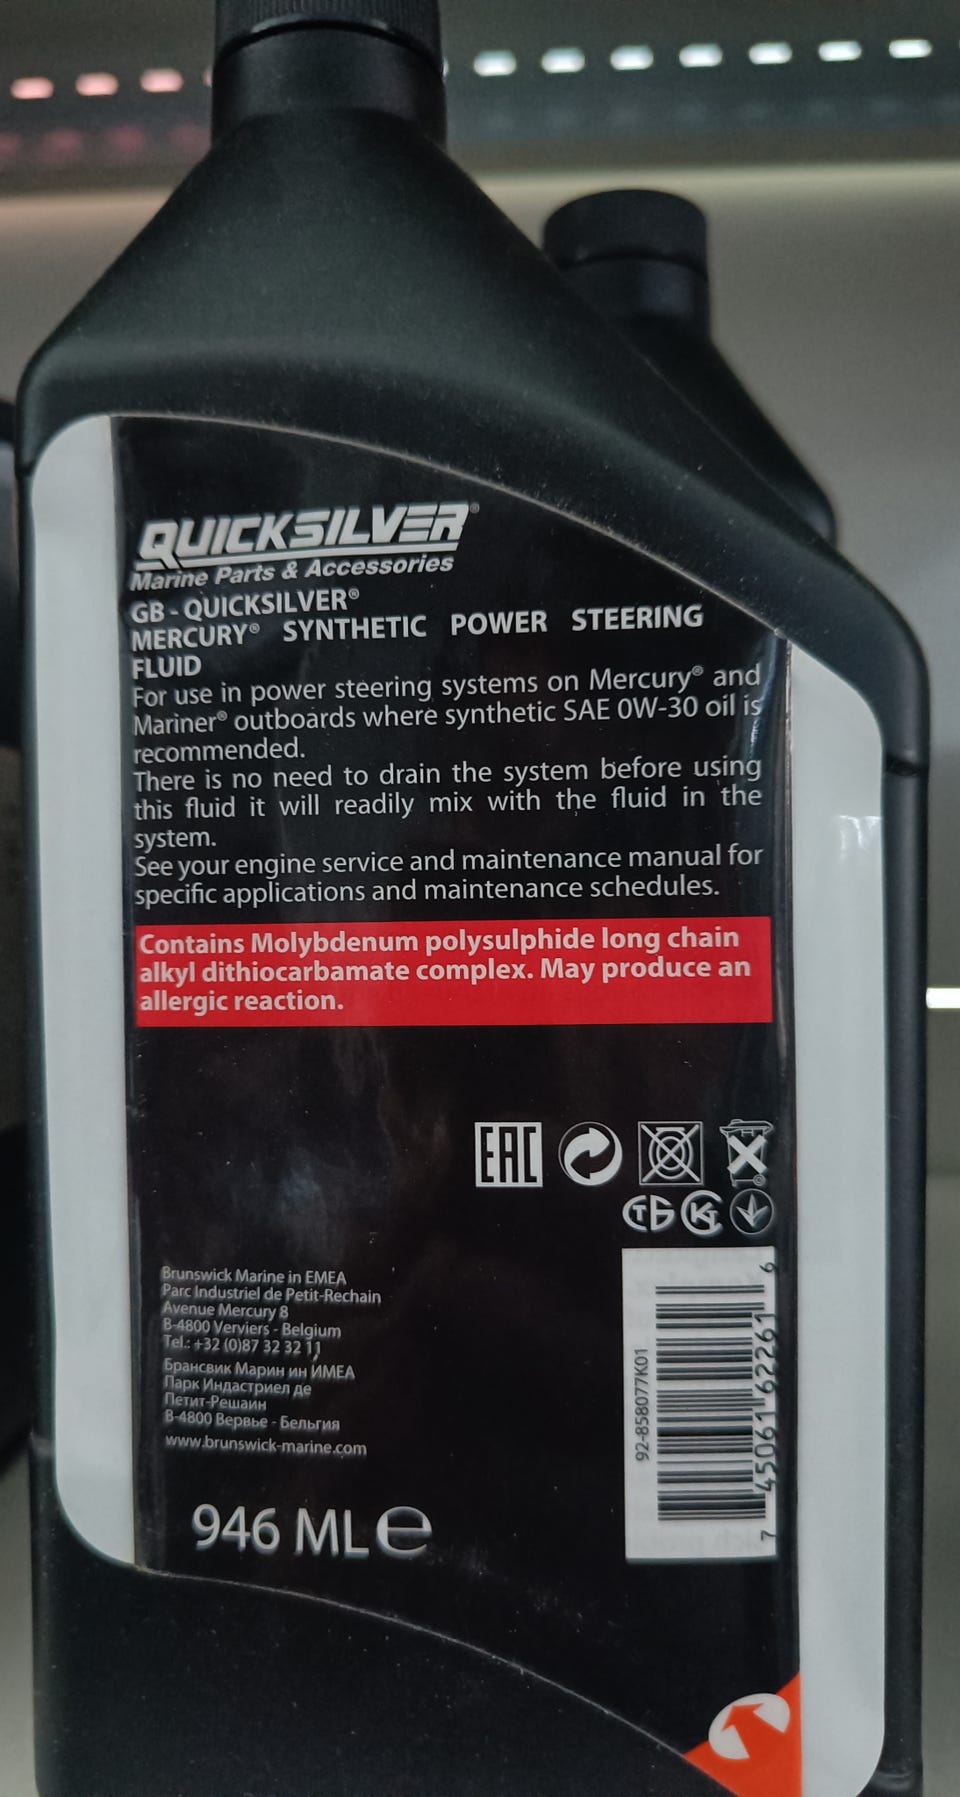 QUICKSILVER®
Marine Parts & Accessories
GB - QUICKSILVER®
MERCURY® SYNTHETIC POWER STEERING
FLUID
For use in power steering systems on Mercury® and
Mariner® outboards where synthetic SAE 0W-30 oil is
recommended.
There is no need to drain the system before using
this fluid it will readily mix with the fluid in the
system.
See your engine service and maintenance manual for
specific applications and maintenance schedules.
Contains Molybdenum polysulphide long chain
alkyl dithiocarbamate complex. May produce an
allergic reaction.
EAC
Brunswick Marine in EMEA
Parc Industriel de Petit-Rechain
Avenue Mercury 8
B-4800 Verviers - Belgium
Tel.: +32 (0)87 32 32 11
Брансвик Марин ин ИМЕА
Парк Индастриел де
Петит-Решаин
В-4800 Вервье - Бельгия
www.brunswick-marine.com
946 ML e
92-858077K01
7 45061 62261 6